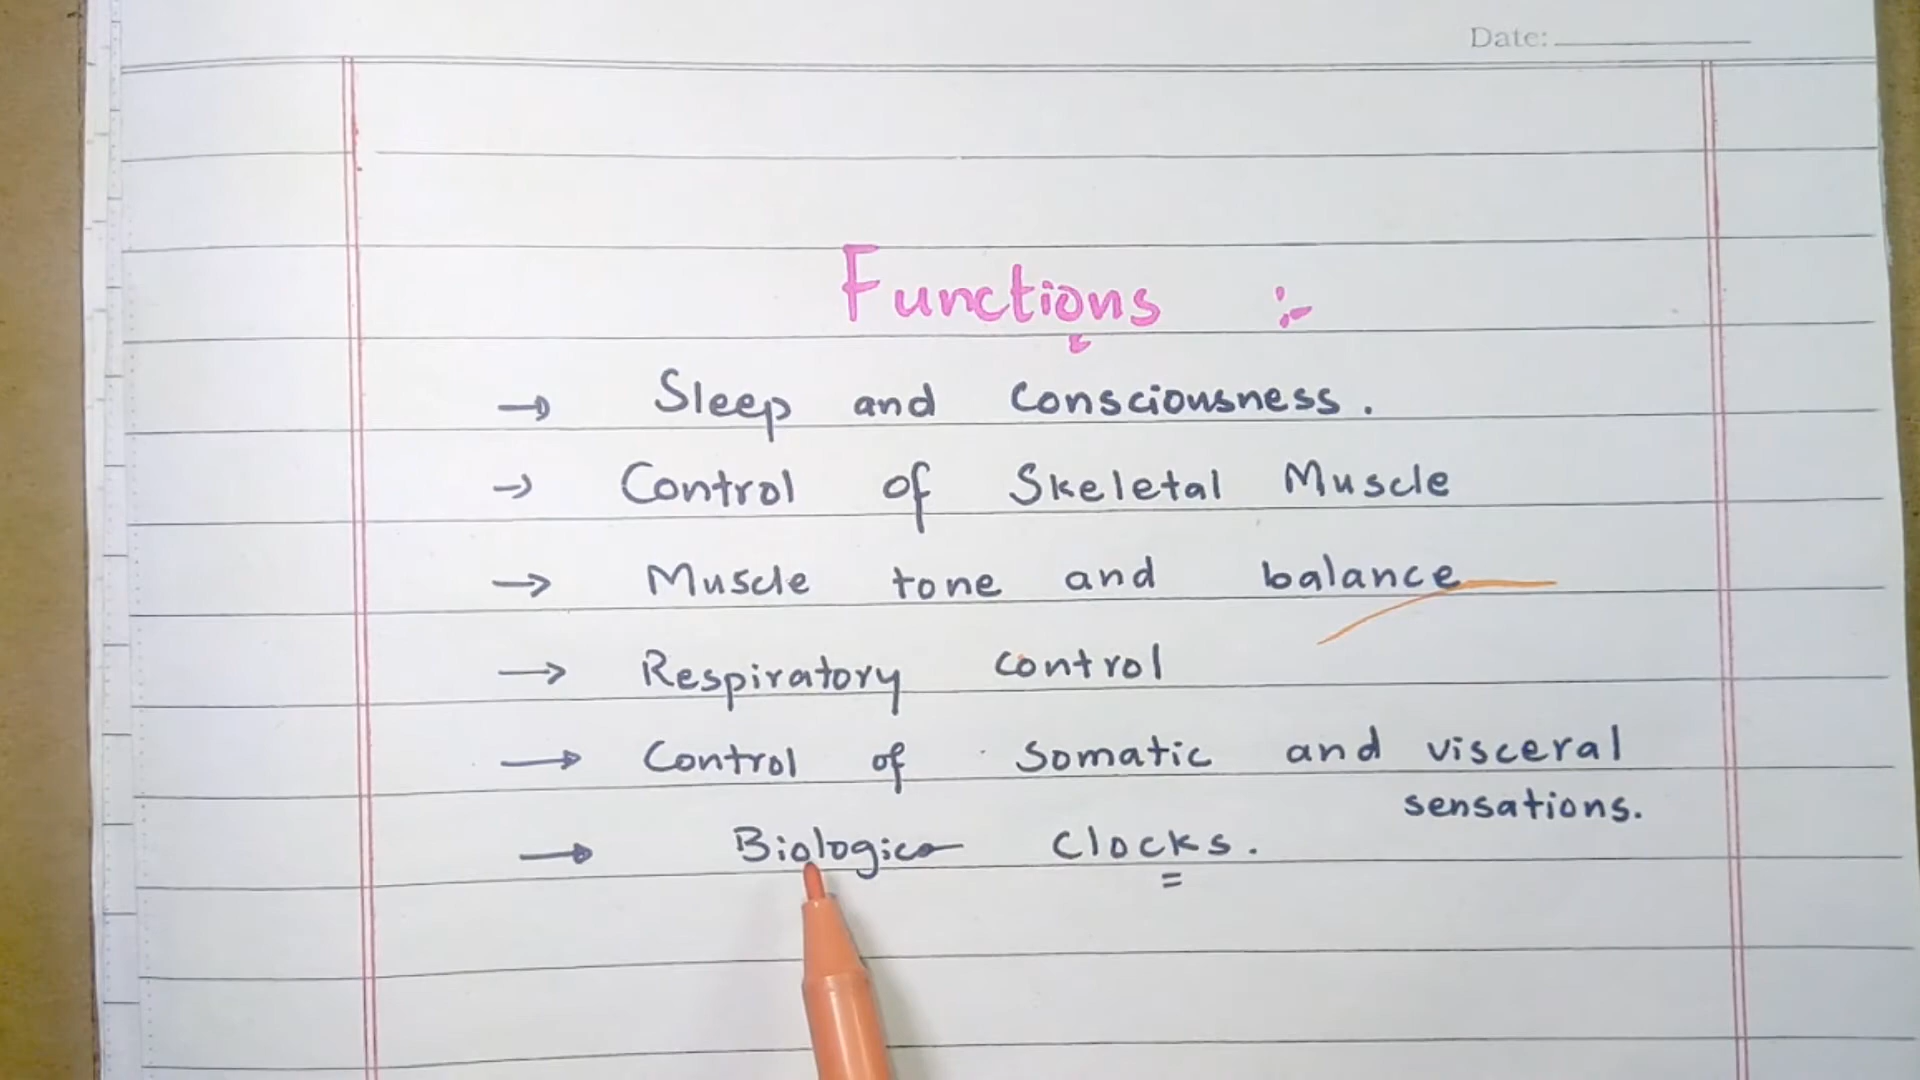 Date:
Functions :-
→ Sleep and Consciousness.
→ Control of Skeletal Muscle
→ Muscle tone and balance
→ Respiratory control
→ Control of Somatic and visceral
sensations.
→ Biologica Clocks.